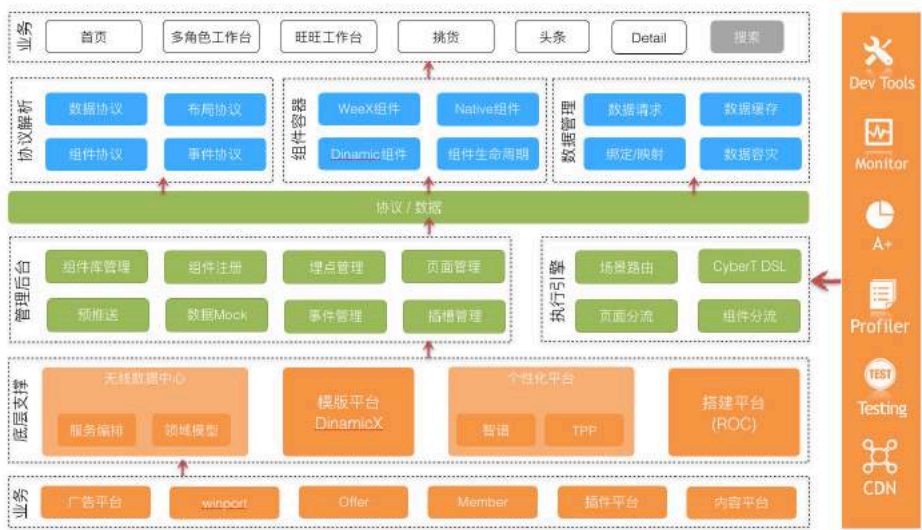 业务
首页 多角色工作台 旺旺工作台 挑货 头条 Detail 搜索
协议解析
数据协议 布局协议
组件协议 事件协议
组件容器
WeeX组件 Native组件
Dinamic组件 组件生命周期
数据管理
数据请求 数据缓存
绑定/映射 数据容灾
协议 / 数据
管理后台
组件库管理 组件注册 埋点管理 页面管理
预推送 数据Mock 事件管理 插槽管理
执行引擎
场景路由 CyberT DSL
页面分流 组件分流
底层支撑
无线数据中心
服务编排 领域模型
模版平台
DinamicX
个性化平台
智谱 TPP
搭建平台
(ROC)
业务
广告平台 winport Offer Member 插件平台 内容平台
Dev Tools
Monitor
A+
Profiler
TEST
Testing
CDN